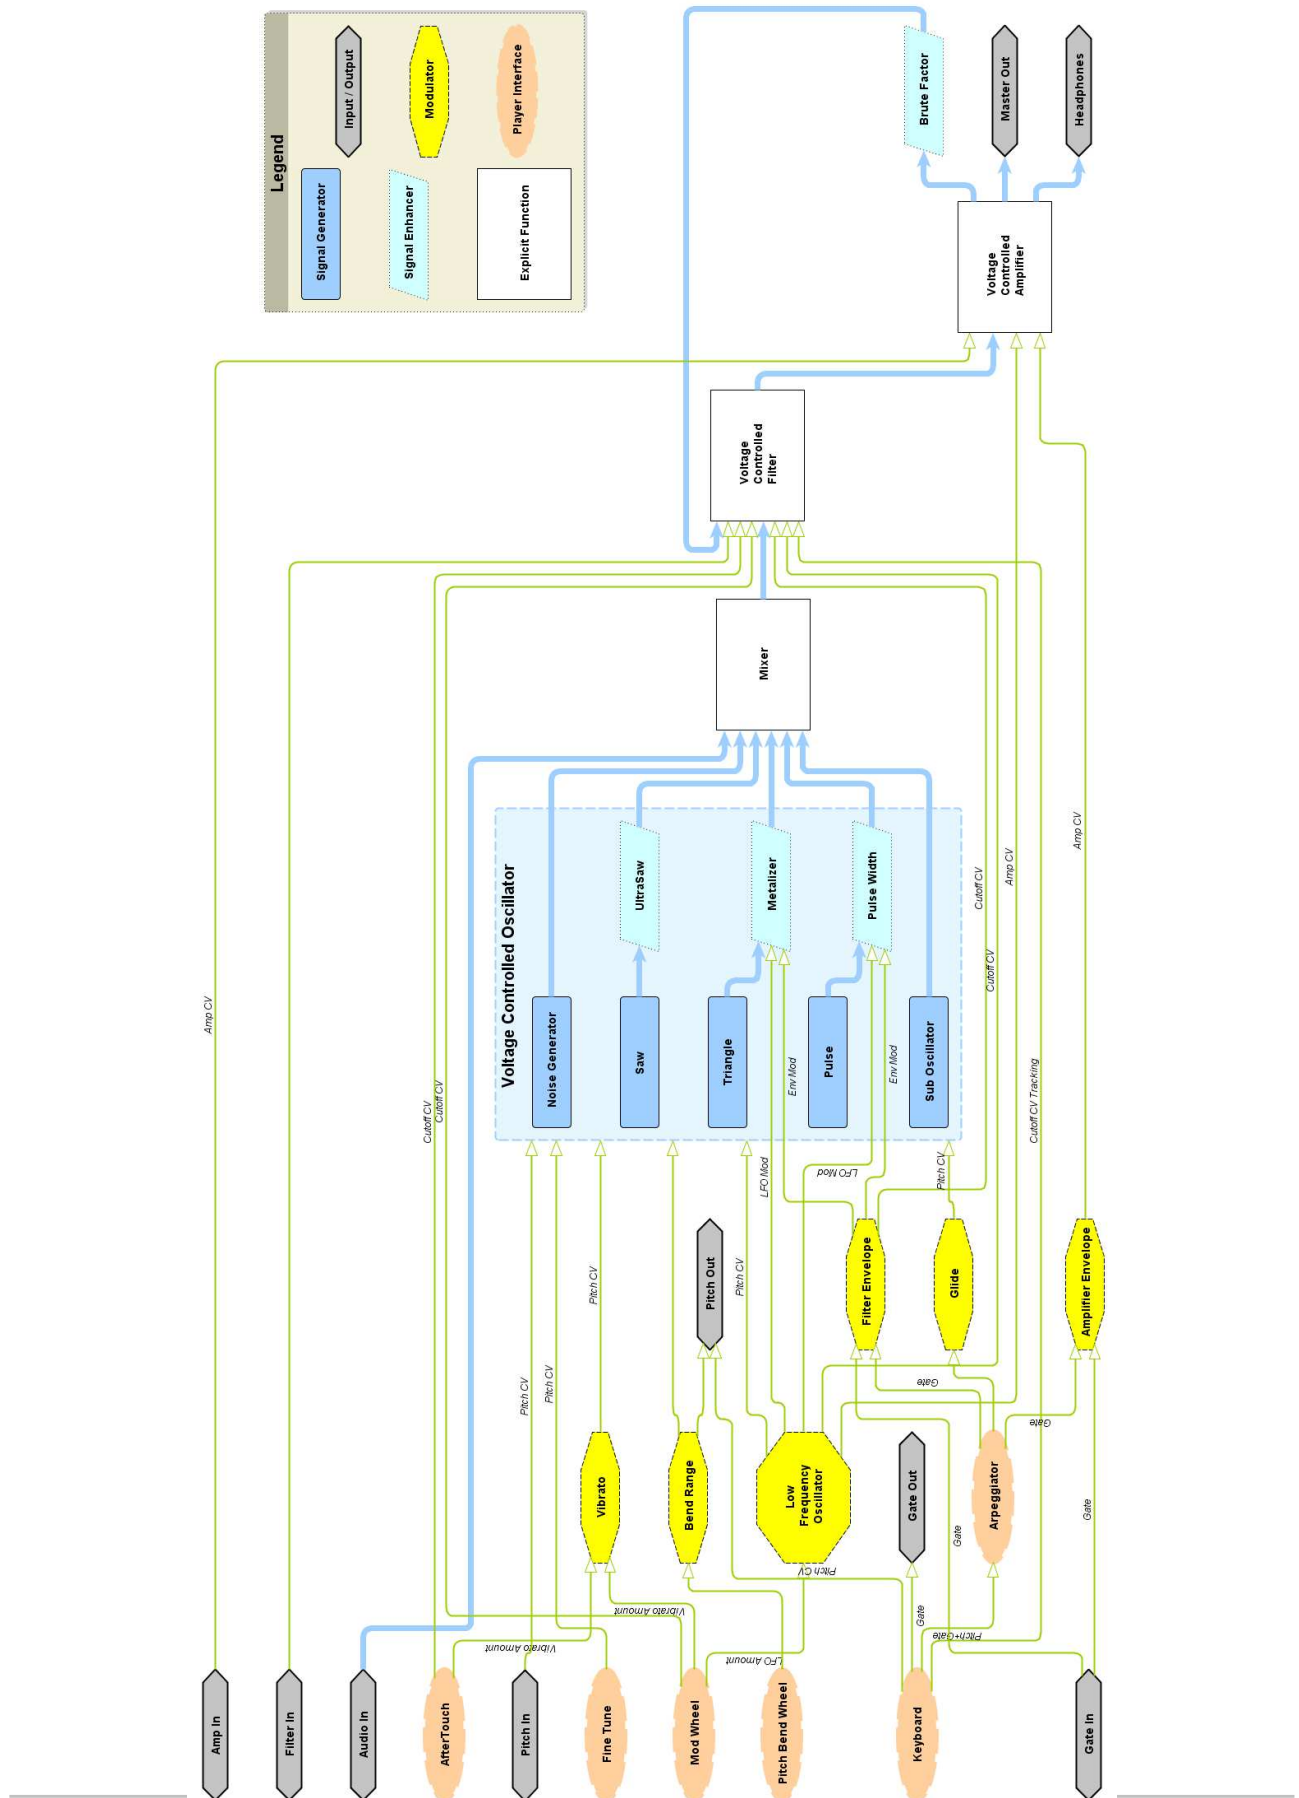 Legend
Signal Generator
Input / Output
Signal Enhancer
Modulator
Explicit Function
Player Interface
Brute Factor
Master Out
Headphones
Voltage
Controlled
Amplifier
Voltage
Controlled
Filter
Mixer
Voltage Controlled Oscillator
Noise Generator
Saw
UltraSaw
Triangle
Metalizer
Pulse
Pulse Width
Sub Oscillator
Amp CV
Cutoff CV
Cutoff CV
Cutoff CV
Cutoff CV
Amp CV
Amp CV
Cutoff CV Tracking
Env Mod
Env Mod
LFO Mod
LFO Mod
Pitch CV
Pitch CV
Pitch CV
Pitch CV
Pitch CV
Pitch Out
Filter Envelope
Glide
Amplifier Envelope
Gate
Gate
Vibrato
Bend Range
Low
Frequency
Oscillator
Gate Out
Arpeggiator
Gate
Gate
Pitch CV
Gate
Pitch+Gate
Vibrato Amount
Vibrato Amount
LFO Amount
Amp In
Filter In
Audio In
AfterTouch
Pitch In
Fine Tune
Mod Wheel
Pitch Bend Wheel
Keyboard
Gate In